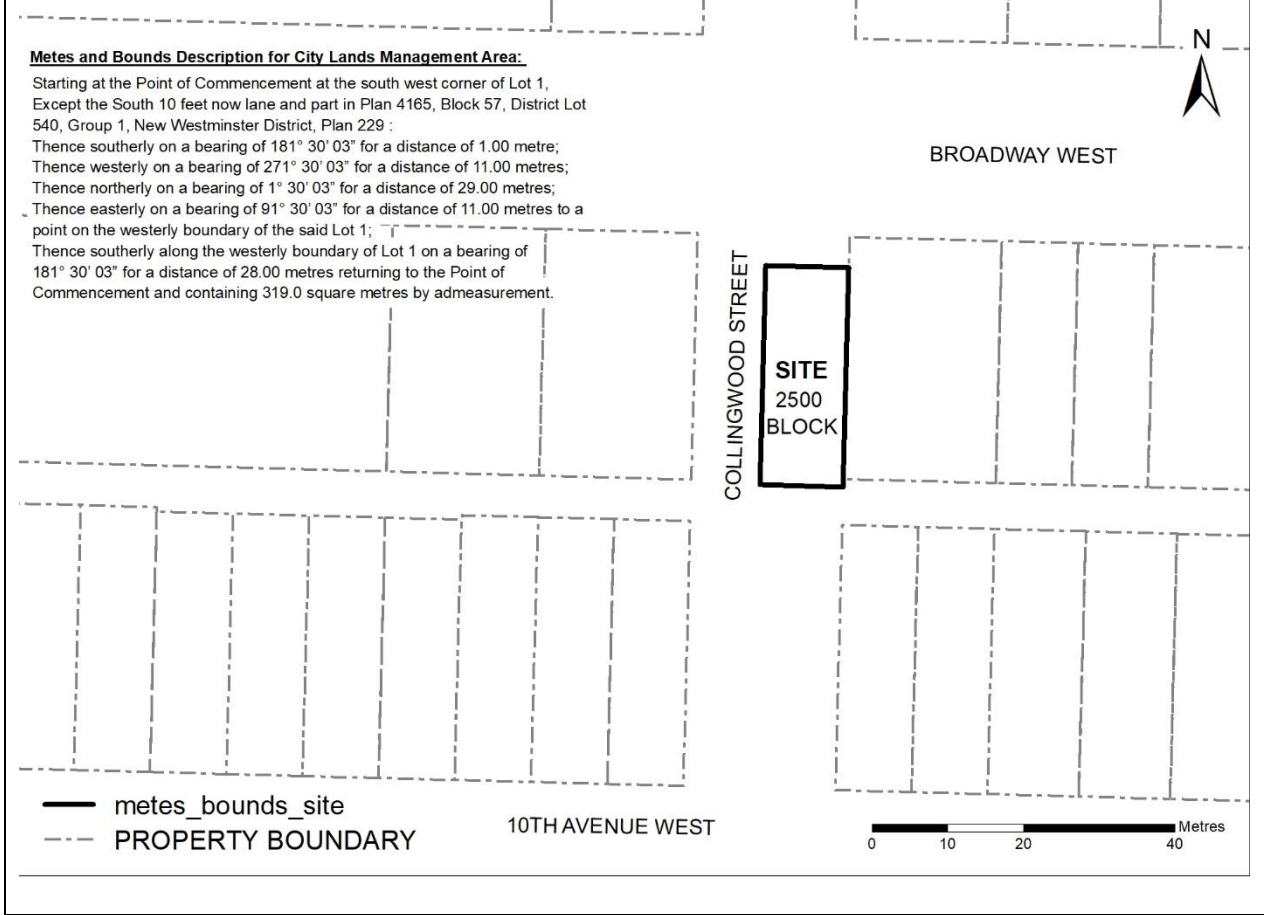 Metes and Bounds Description for City Lands Management Area:
Starting at the Point of Commencement at the south west corner of Lot 1,
Except the South 10 feet now lane and part in Plan 4165, Block 57, District Lot
540, Group 1, New Westminster District, Plan 229 :
Thence southerly on a bearing of 181° 30' 03” for a distance of 1.00 metre;
Thence westerly on a bearing of 271° 30' 03” for a distance of 11.00 metres;
Thence northerly on a bearing of 1° 30' 03” for a distance of 29.00 metres;
Thence easterly on a bearing of 91° 30' 03” for a distance of 11.00 metres to a
point on the westerly boundary of the said Lot 1;
Thence southerly along the westerly boundary of Lot 1 on a bearing of
181° 30' 03” for a distance of 28.00 metres returning to the Point of
Commencement and containing 319.0 square metres by admeasurement.
N
BROADWAY WEST
COLLINGWOOD STREET
SITE
2500
BLOCK
metes_bounds_site
PROPERTY BOUNDARY
10TH AVENUE WEST
Metres
0 10 20 40